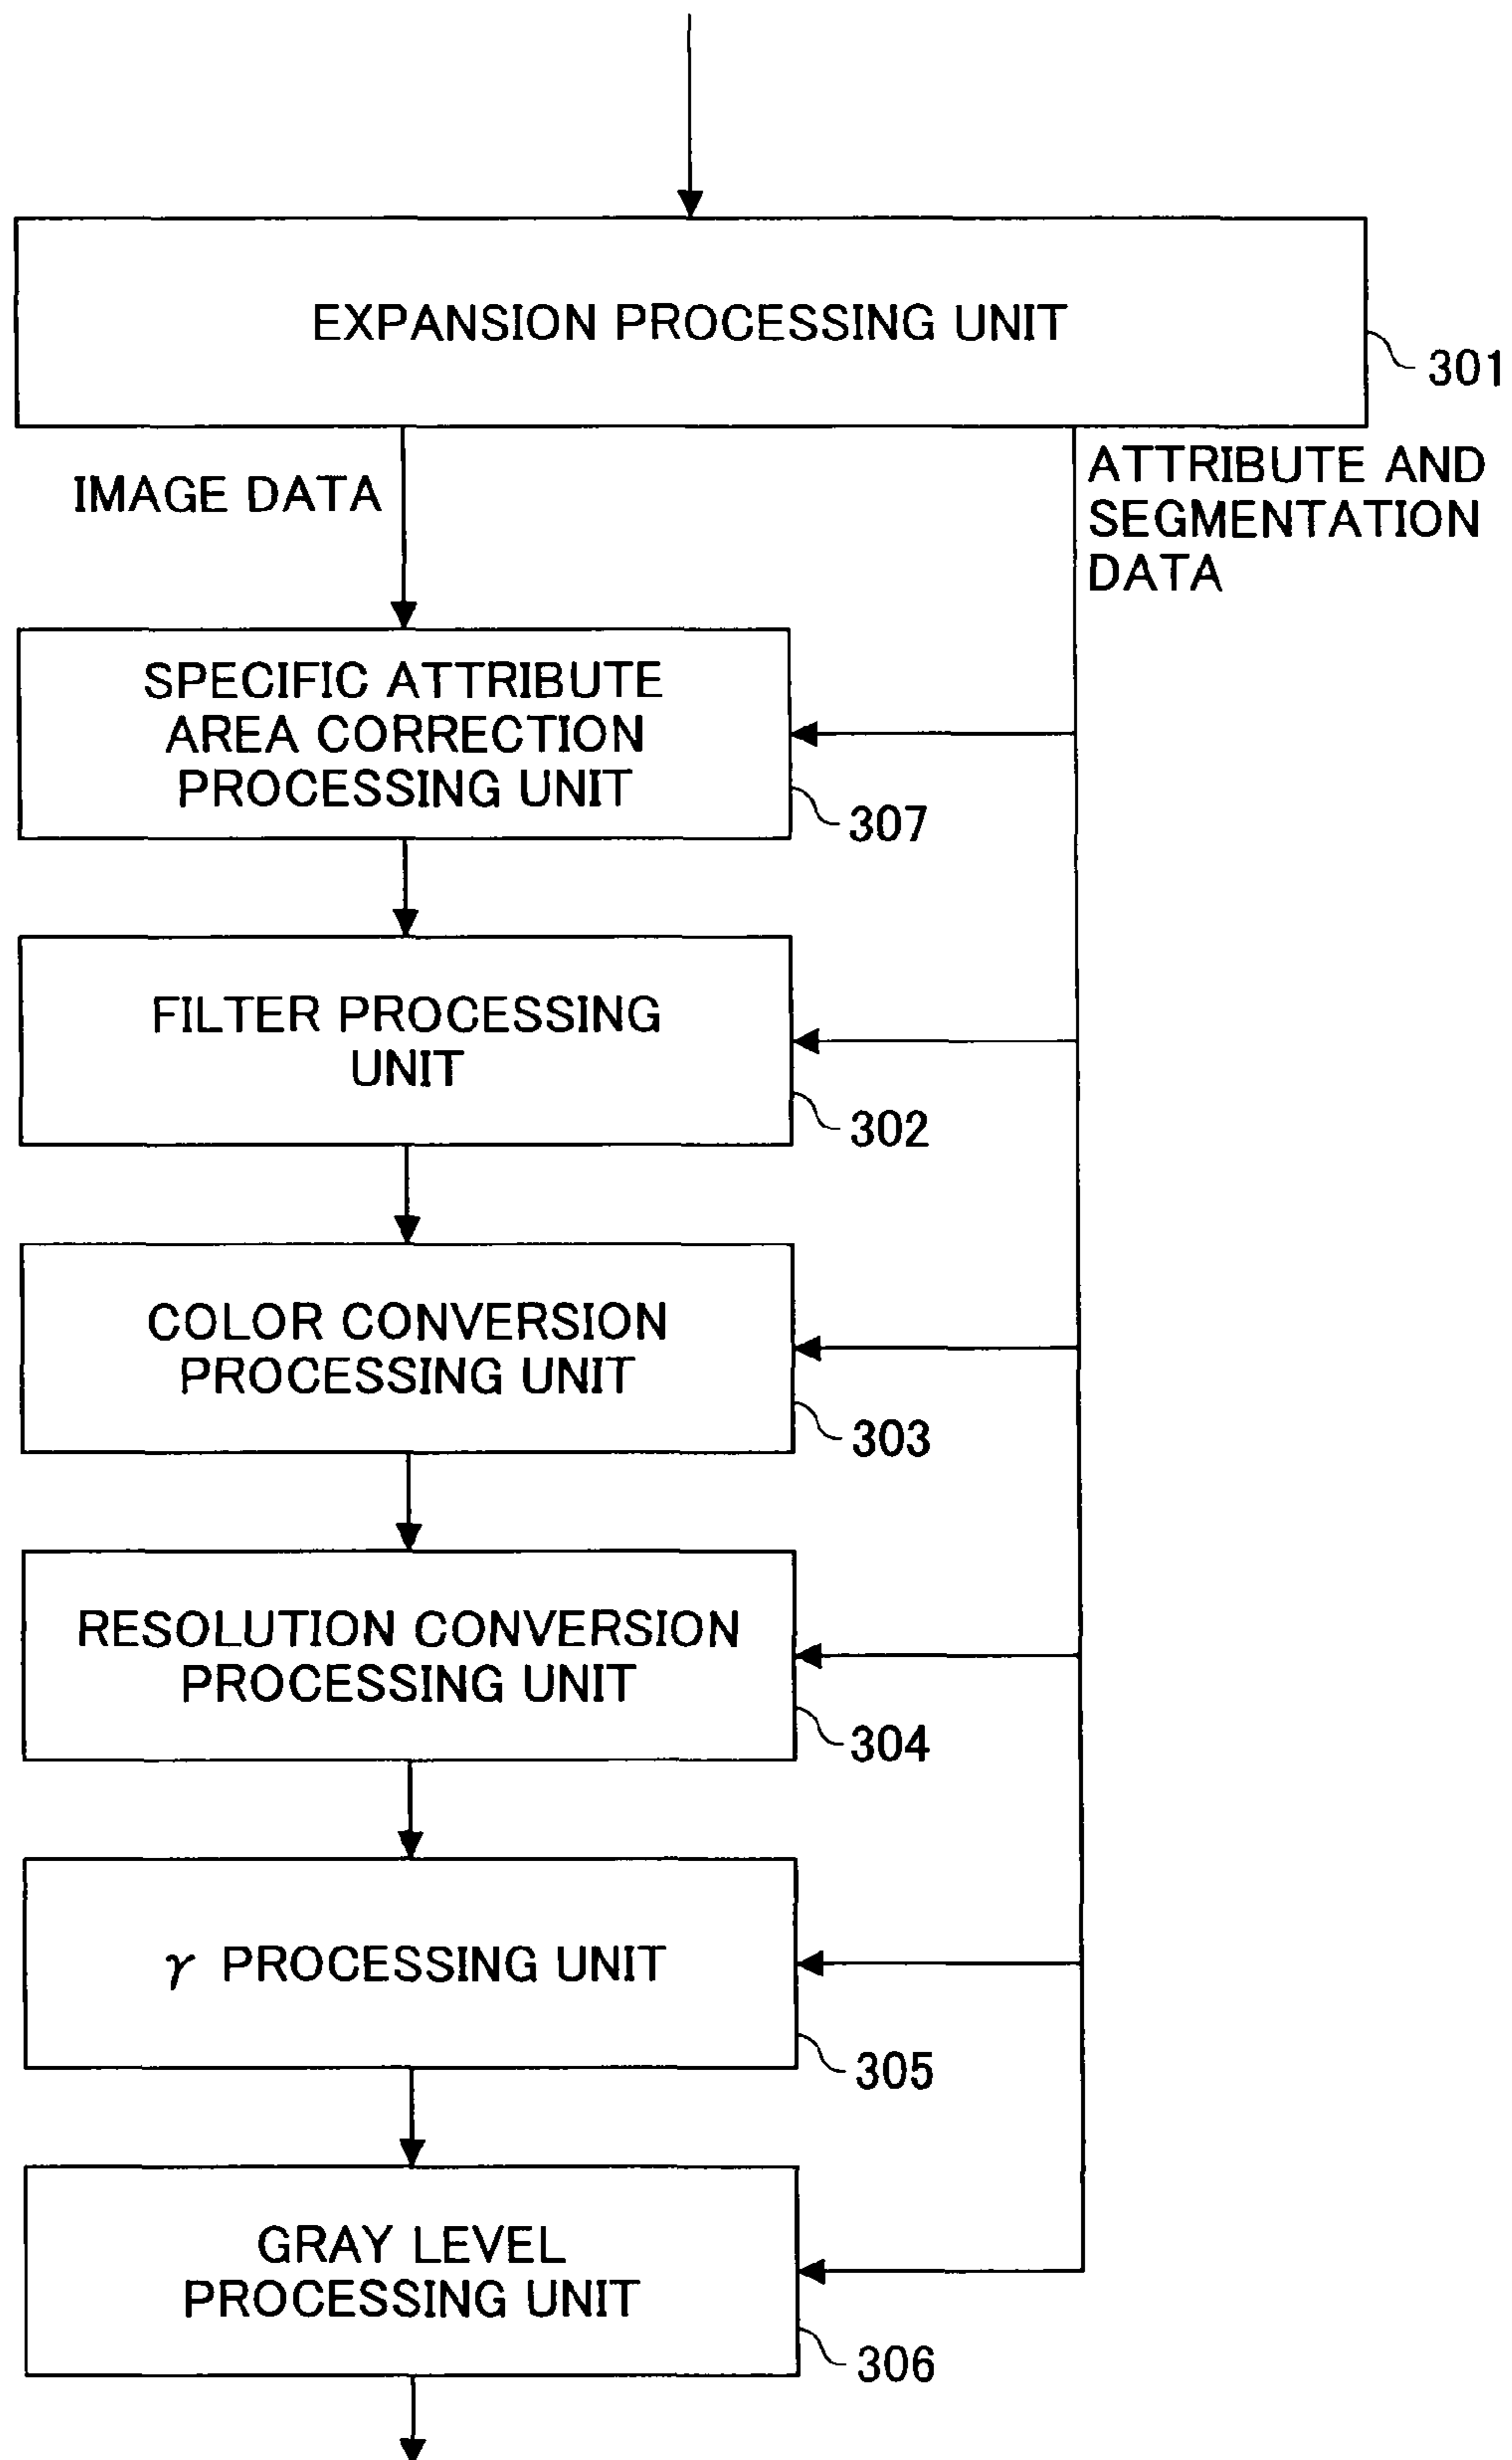 EXPANSION PROCESSING UNIT
301
IMAGE DATA
ATTRIBUTE AND
SEGMENTATION
DATA
SPECIFIC ATTRIBUTE
AREA CORRECTION
PROCESSING UNIT
307
FILTER PROCESSING
UNIT
302
COLOR CONVERSION
PROCESSING UNIT
303
RESOLUTION CONVERSION
PROCESSING UNIT
304
γ PROCESSING UNIT
305
GRAY LEVEL
PROCESSING UNIT
306